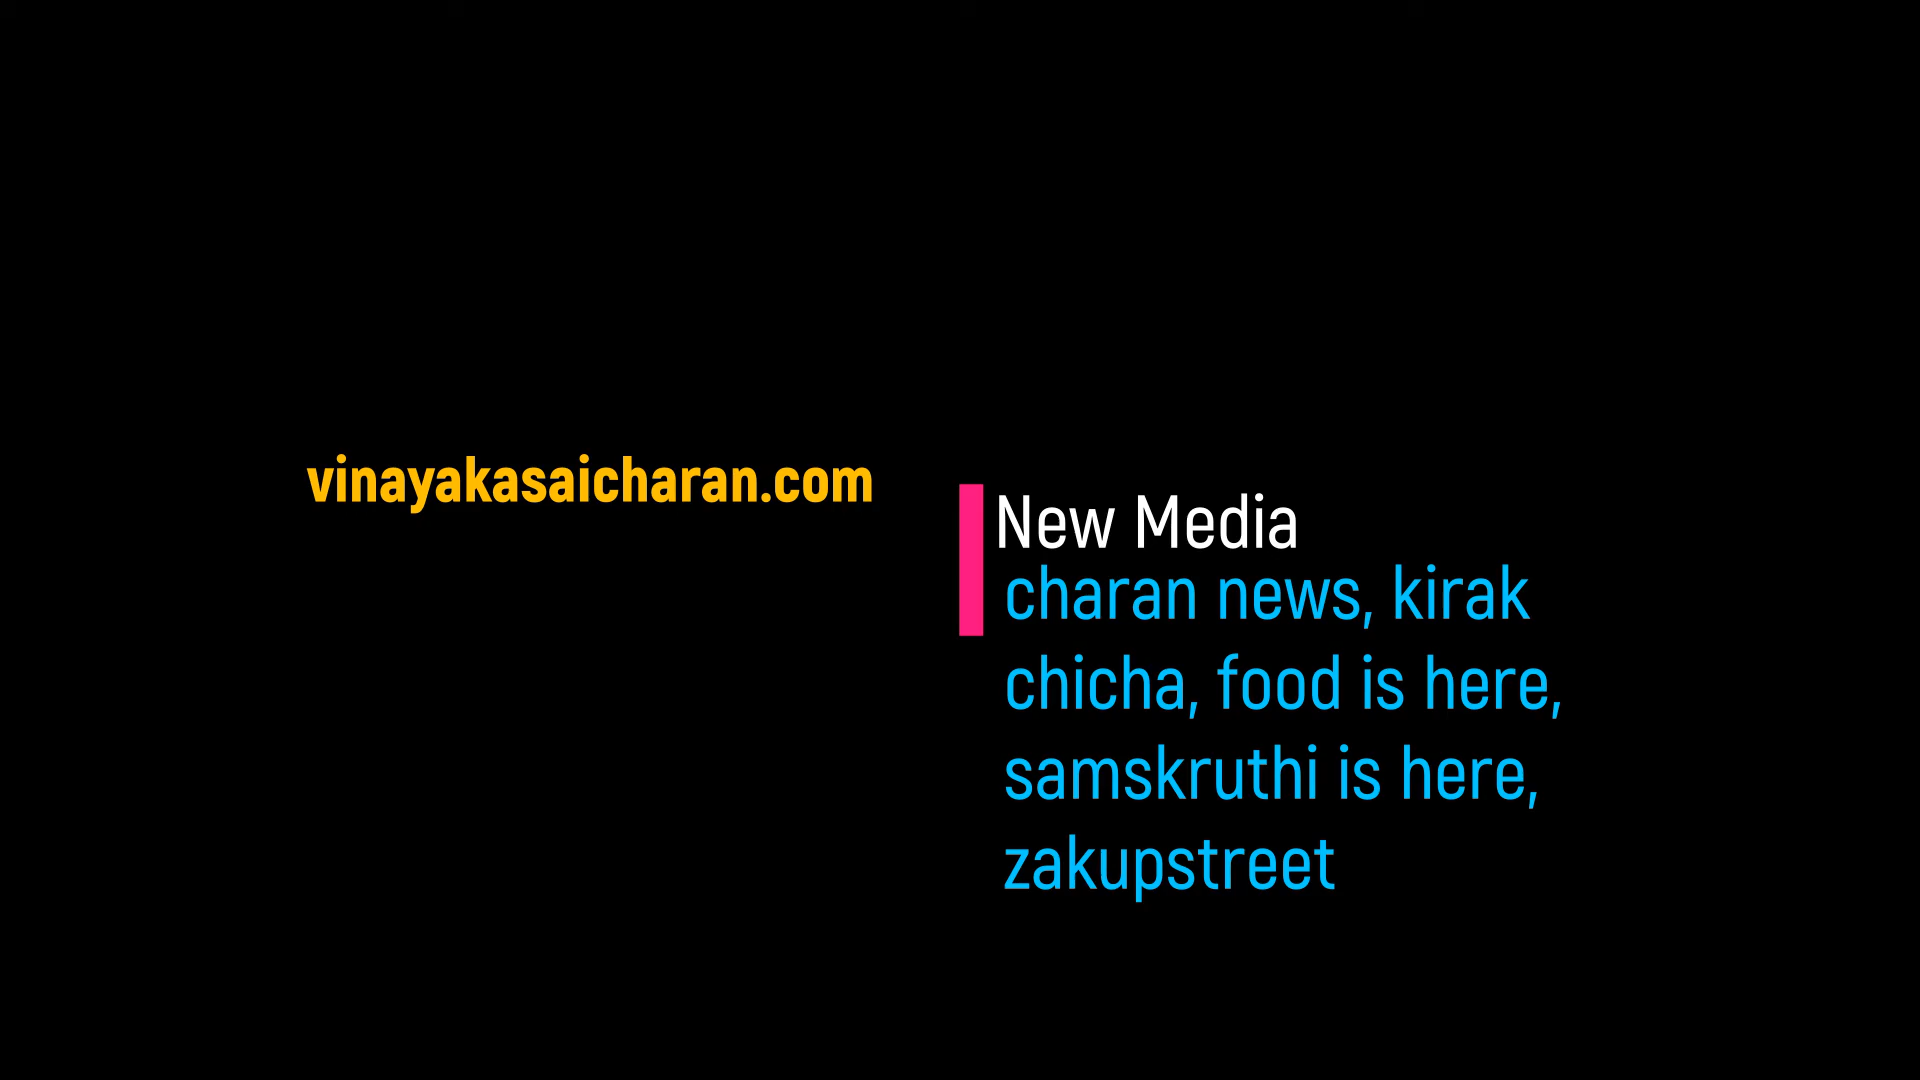 vinayakasaicharan.com
New Media
charan news, kirak
chicha, food is here,
samskruthi is here,
zakupstreet